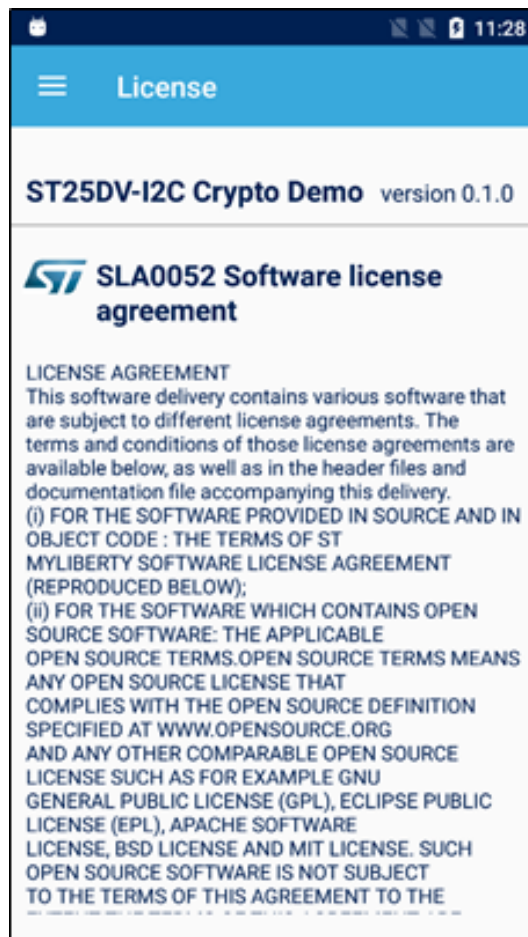 11:28
License
ST25DV-I2C Crypto Demo version 0.1.0
ST SLA0052 Software license
agreement
LICENSE AGREEMENT
This software delivery contains various software that
are subject to different license agreements. The
terms and conditions of those license agreements are
available below, as well as in the header files and
documentation file accompanying this delivery.
(i) FOR THE SOFTWARE PROVIDED IN SOURCE AND IN
OBJECT CODE : THE TERMS OF ST
MYLIBERTY SOFTWARE LICENSE AGREEMENT
(REPRODUCED BELOW);
(ii) FOR THE SOFTWARE WHICH CONTAINS OPEN
SOURCE SOFTWARE: THE APPLICABLE
OPEN SOURCE TERMS.OPEN SOURCE TERMS MEANS
ANY OPEN SOURCE LICENSE THAT
COMPLIES WITH THE OPEN SOURCE DEFINITION
SPECIFIED AT WWW.OPENSOURCE.ORG
AND ANY OTHER COMPARABLE OPEN SOURCE
LICENSE SUCH AS FOR EXAMPLE GNU
GENERAL PUBLIC LICENSE (GPL), ECLIPSE PUBLIC
LICENSE (EPL), APACHE SOFTWARE
LICENSE, BSD LICENSE AND MIT LICENSE. SUCH
OPEN SOURCE SOFTWARE IS NOT SUBJECT
TO THE TERMS OF THIS AGREEMENT TO THE